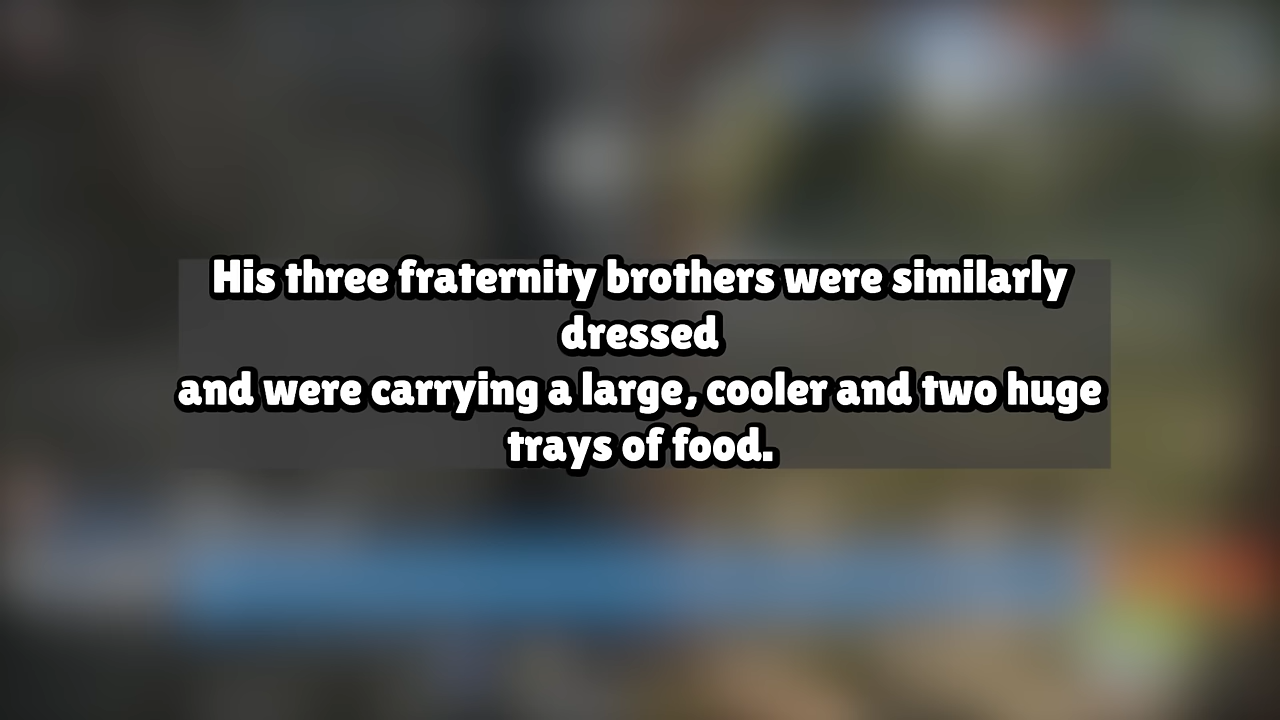 His three fraternity brothers were similarly
dressed
and were carrying a large, cooler and two huge
trays of food.